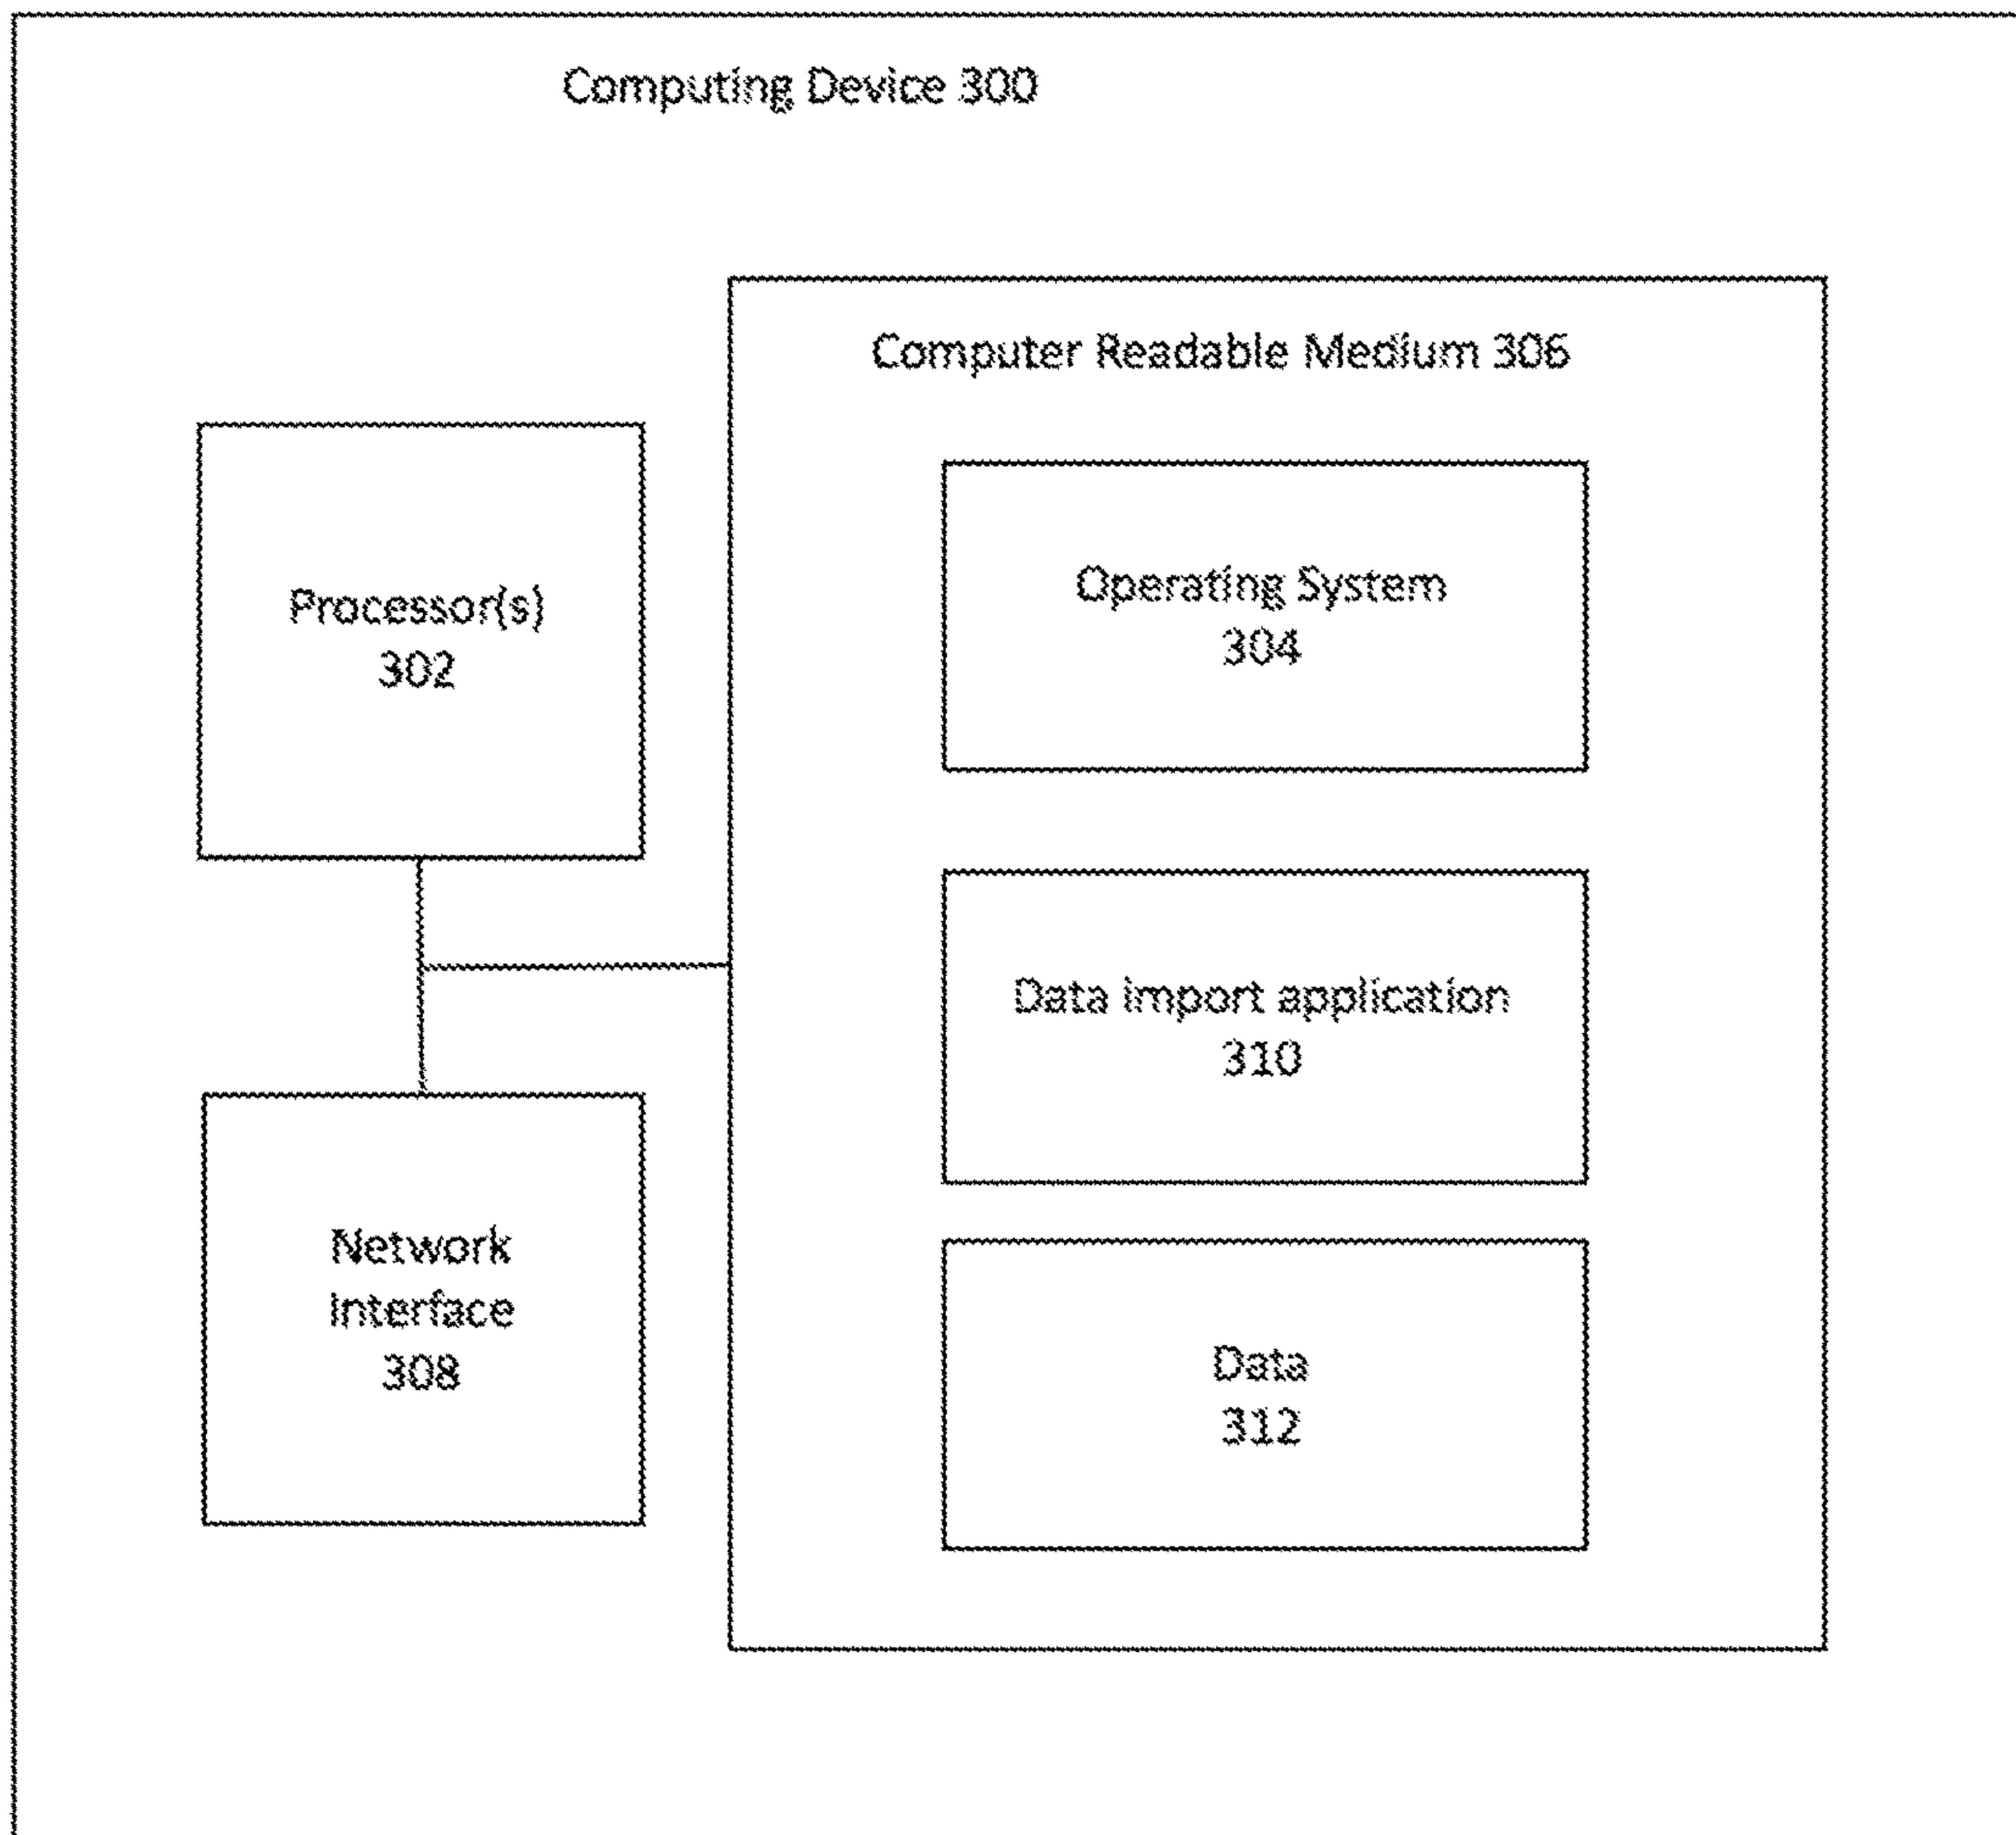 Computing Device 300
Computer Readable Medium 306
Processor(s)
302
Operating System
304
Data import application
310
Network
Interface
308
Data
312